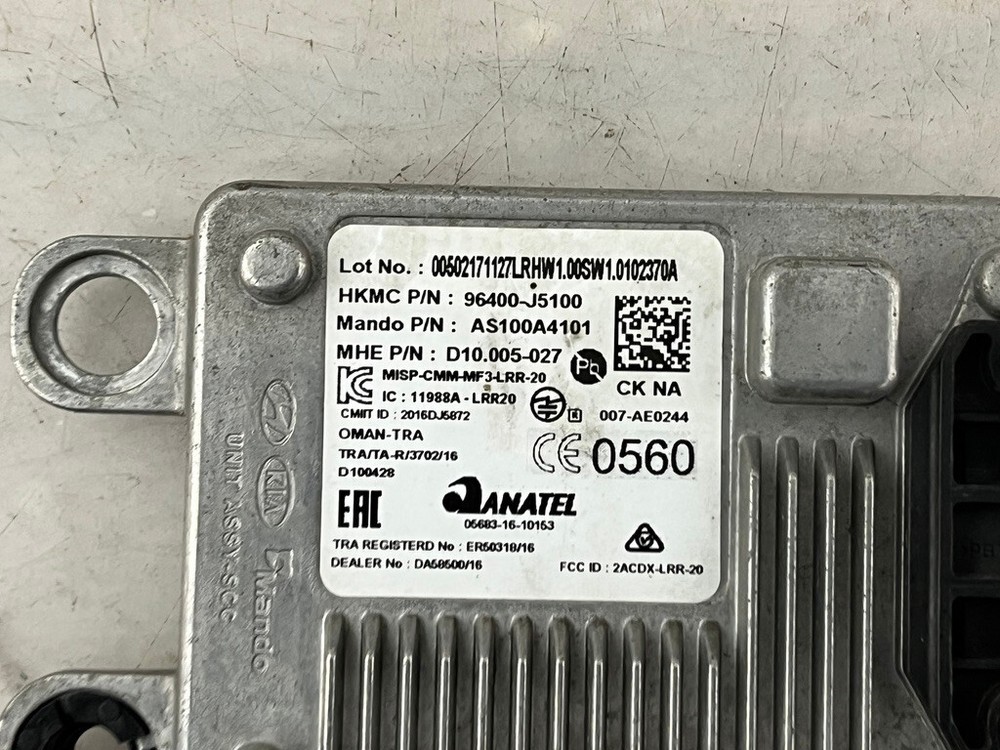 Lot No. : 00502171127LRHW1.00SW1.0102370A
HKMC P/N : 96400-J5100
Mando P/N : AS100A4101
MHE P/N : D10.005-027
Pb
MISP-CMM-MF3-LRR-20
IC : 11988A - LRR20
CK NA
CMIIT ID : 2016DJ5872
007-AE0244
OMAN-TRA
TRA/TA-R/3702/16
D100428
CE 0560
EAC
ANATEL
05683-16-10153
TRA REGISTERD No : ER50318/16
DEALER No : DA58500/16
FCC ID : 2ACDX-LRR-20
KIA
UNIT ASSY-SCC
Mando